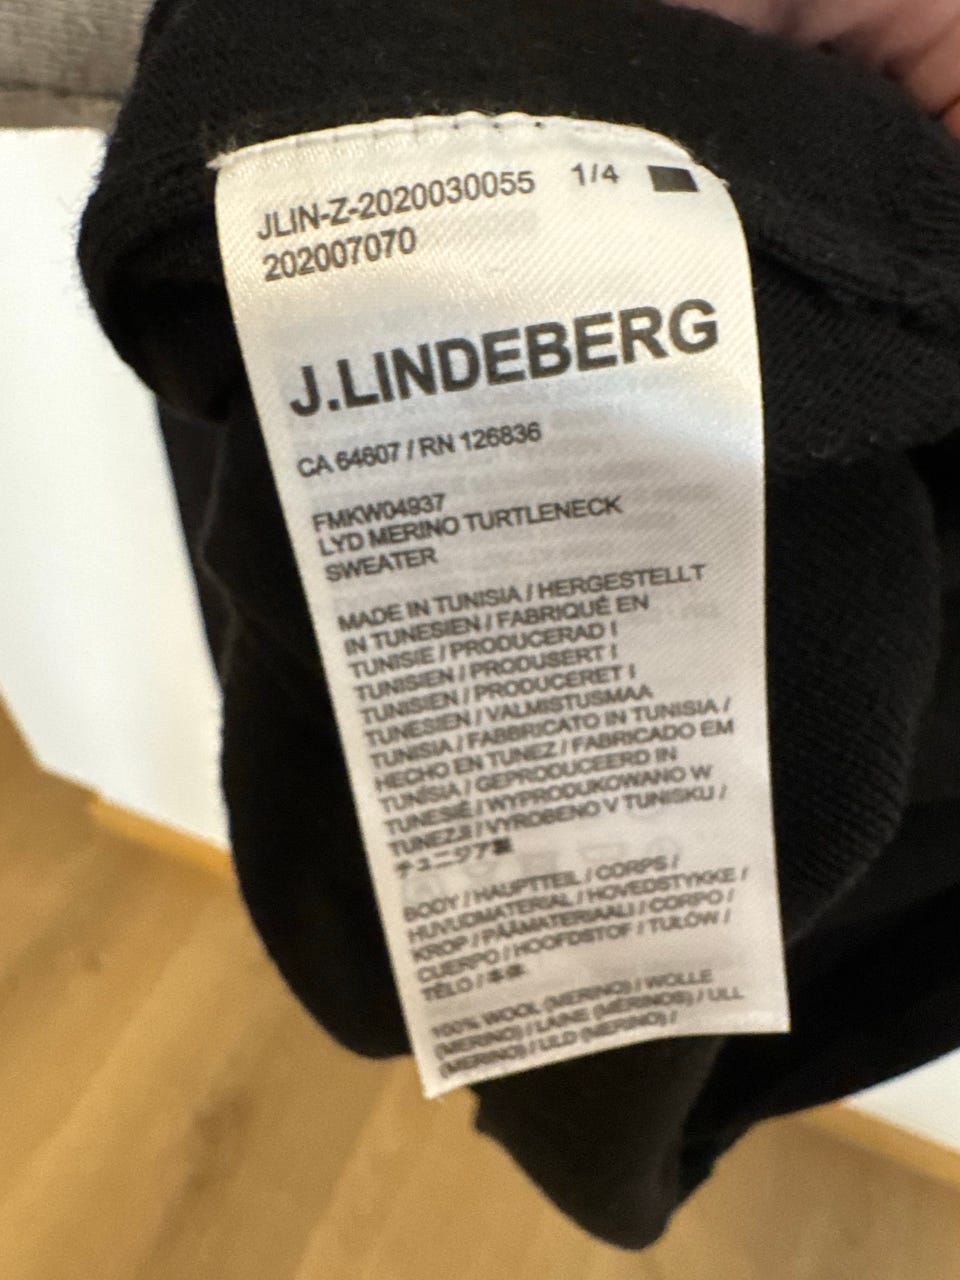 JLIN-Z-2020030055 1/4
202007070
J.LINDEBERG
CA 64607 / RN 126836
FMKW04937
LYD MERINO TURTLENECK
SWEATER
MADE IN TUNISIA / HERGESTELLT
IN TUNESIEN / FABRIQUÉ EN
TUNISIE / PRODUCERAD I
TUNISIEN / PRODUSERT I
TUNISIEN / PRODUCERET I
TUNESIEN / VALMISTUSMAA
TUNISIA / FABBRICATO IN TUNISIA /
HECHO EN TUNEZ / FABRICADO EM
TUNÍSIA / GEPRODUCEERD IN
TUNESIË / WYPRODUKOWANO W
TUNEZJI / VYROBENO V TUNISKU /
チュニジア製
BODY / HAUPTTEIL / CORPS /
HUVUDMATERIAL / HOVEDSTYKKE /
KROP / PÄÄMATERIAALI / CORPO /
CUERPO / HOOFDSTOF / TUŁÓW /
TĚLO / 本体
100% WOOL (MERINO) / WOLLE
(MERINO) / LAINE (MÉRINOS) / ULL
(MERINO) / ULD (MERINO) /